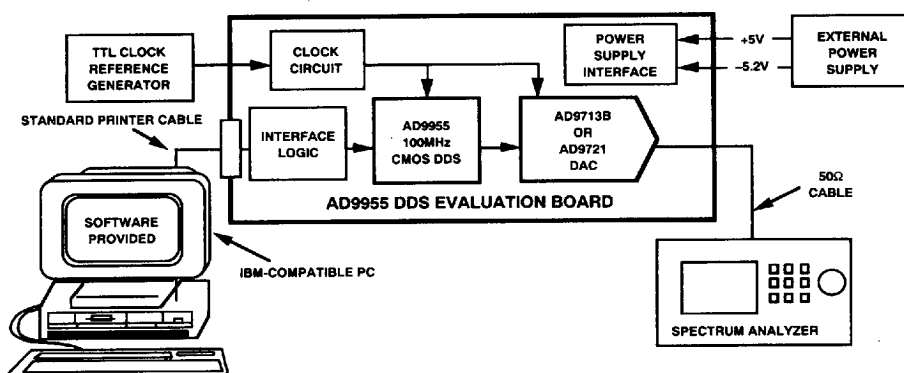 TTL CLOCK
REFERENCE
GENERATOR
CLOCK
CIRCUIT
POWER
SUPPLY
INTERFACE
+5V
–5.2V
EXTERNAL
POWER
SUPPLY
STANDARD PRINTER CABLE
INTERFACE
LOGIC
AD9955
100MHz
CMOS DDS
AD9713B
OR
AD9721
DAC
AD9955 DDS EVALUATION BOARD
50Ω
CABLE
SOFTWARE
PROVIDED
IBM-COMPATIBLE PC
SPECTRUM ANALYZER